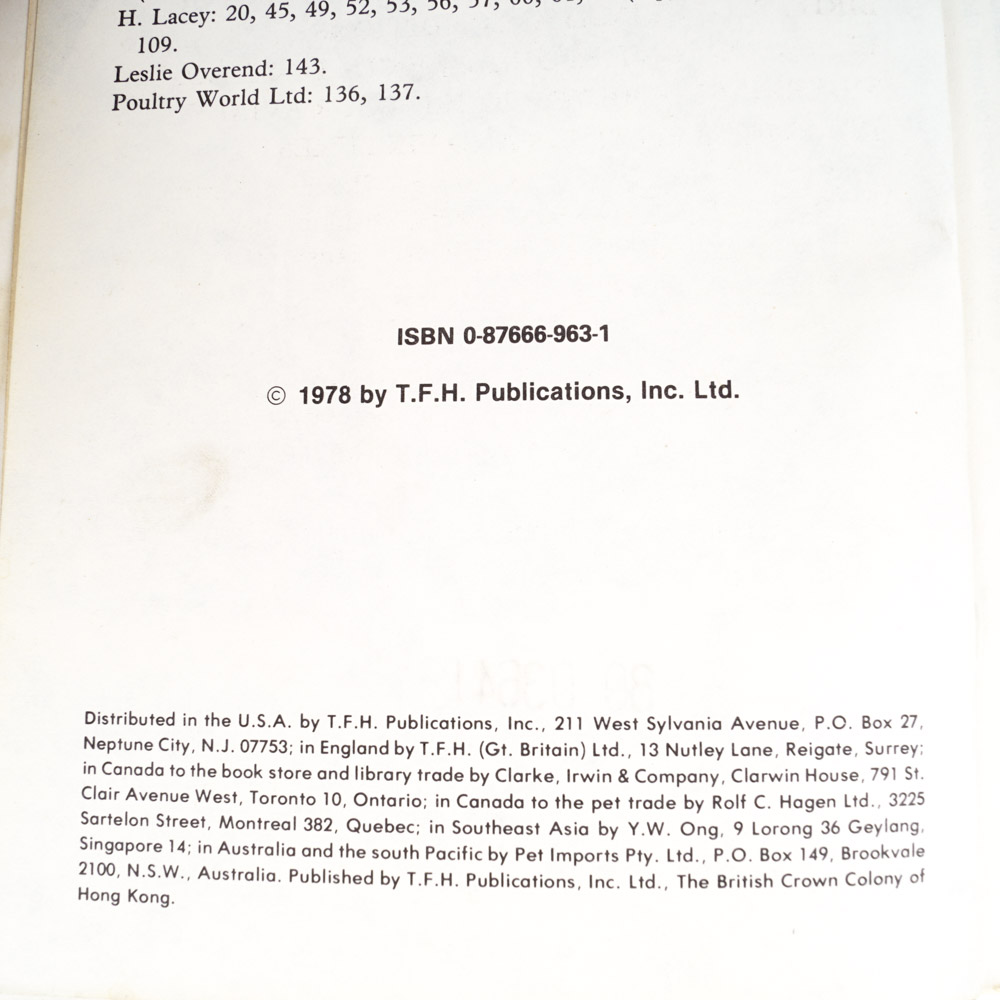 H. Lacey: 20, 45, 49, 52, 53, 56, 57,
109.
Leslie Overend: 143.
Poultry World Ltd: 136, 137.
ISBN 0-87666-963-1
© 1978 by T.F.H. Publications, Inc. Ltd.
Distributed in the U.S.A. by T.F.H. Publications, Inc., 211 West Sylvania Avenue, P.O. Box 27,
Neptune City, N.J. 07753; in England by T.F.H. (Gt. Britain) Ltd., 13 Nutley Lane, Reigate, Surrey;
in Canada to the book store and library trade by Clarke, Irwin & Company, Clarwin House, 791 St.
Clair Avenue West, Toronto 10, Ontario; in Canada to the pet trade by Rolf C. Hagen Ltd., 3225
Sartelon Street, Montreal 382, Quebec; in Southeast Asia by Y.W. Ong, 9 Lorong 36 Geylang,
Singapore 14; in Australia and the south Pacific by Pet Imports Pty. Ltd., P.O. Box 149, Brookvale
2100, N.S.W., Australia. Published by T.F.H. Publications, Inc. Ltd., The British Crown Colony of
Hong Kong.